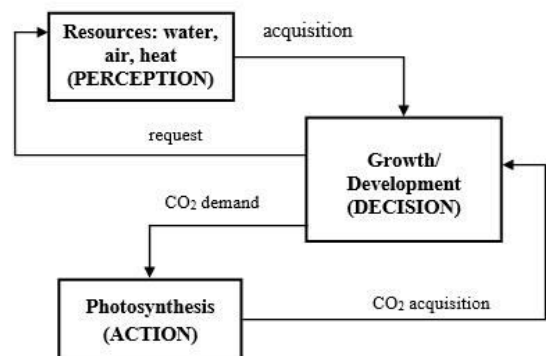 Resources: water,
air, heat
(PERCEPTION)
acquisition
request
Growth/
Development
(DECISION)
CO₂ demand
Photosynthesis
(ACTION)
CO₂ acquisition